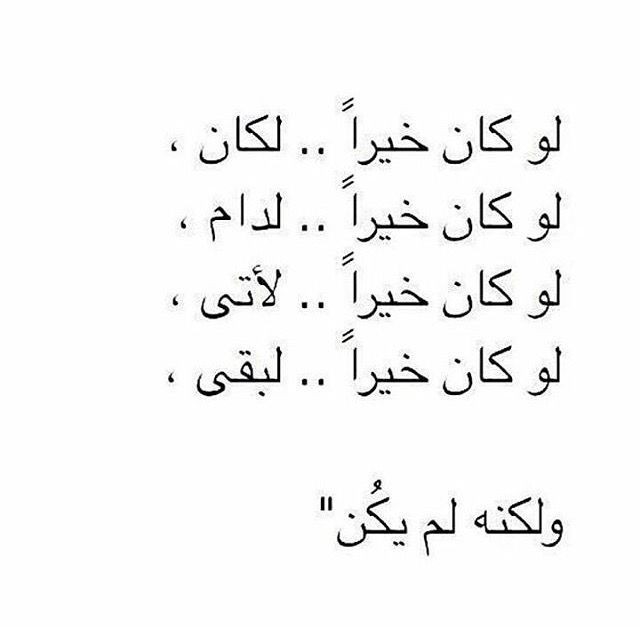 لو كان خيراً .. لكان ،
لو كان خيراً .. لدام ،
لو كان خيراً .. لأتى ،
لو كان خيراً .. لبقى ،
ولكنه لم يكُن"